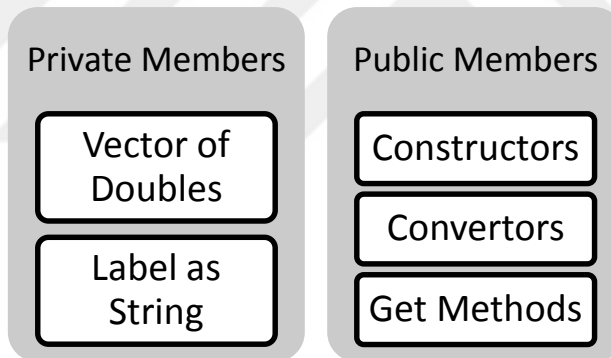 Private Members
Vector of
Doubles
Label as
String
Public Members
Constructors
Convertors
Get Methods